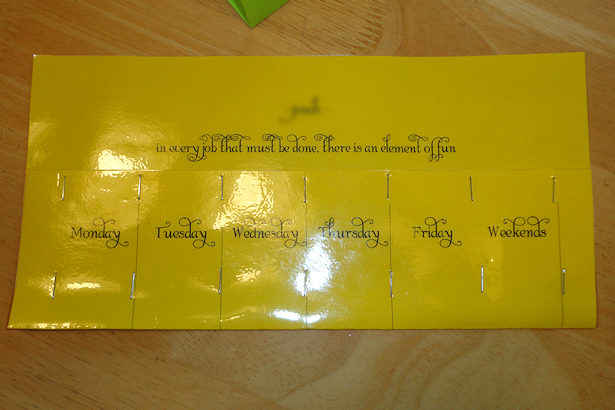 in every job that must be done, there is an element of fun
Monday Tuesday Wednesday Thursday Friday Weekends